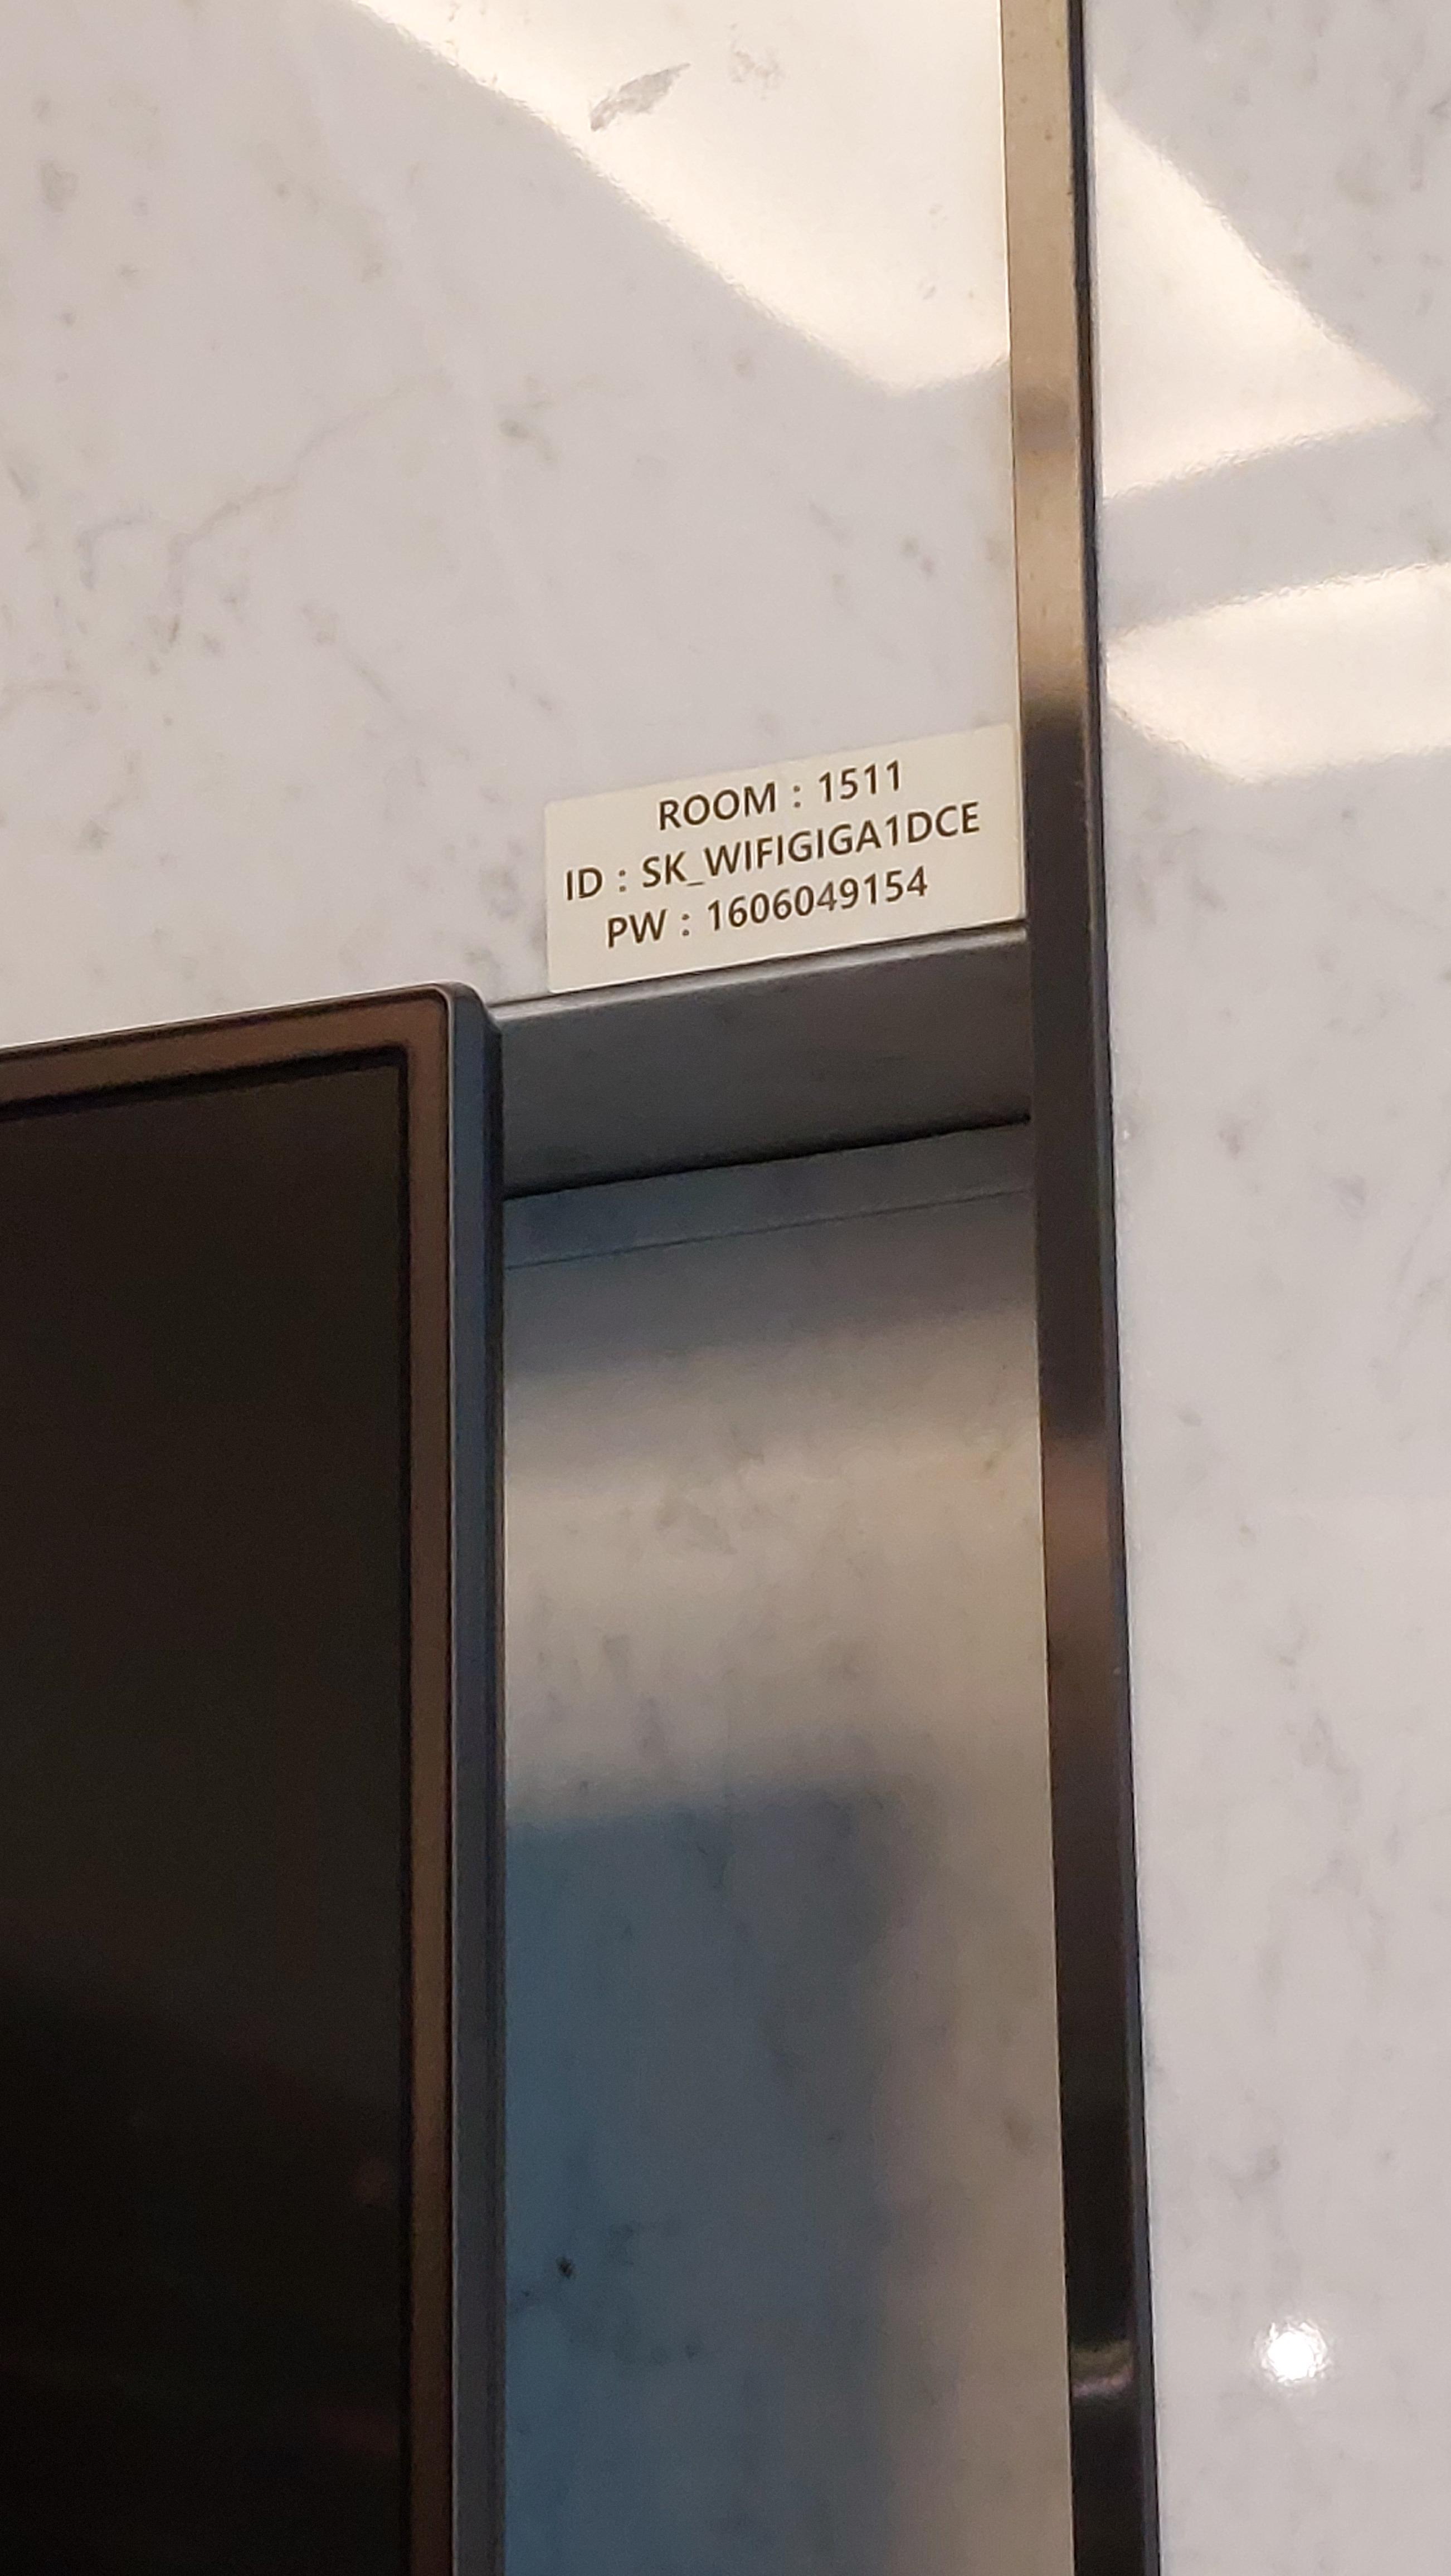 ROOM : 1511
ID : SK_WIFIGIGA1DCE
PW : 1606049154